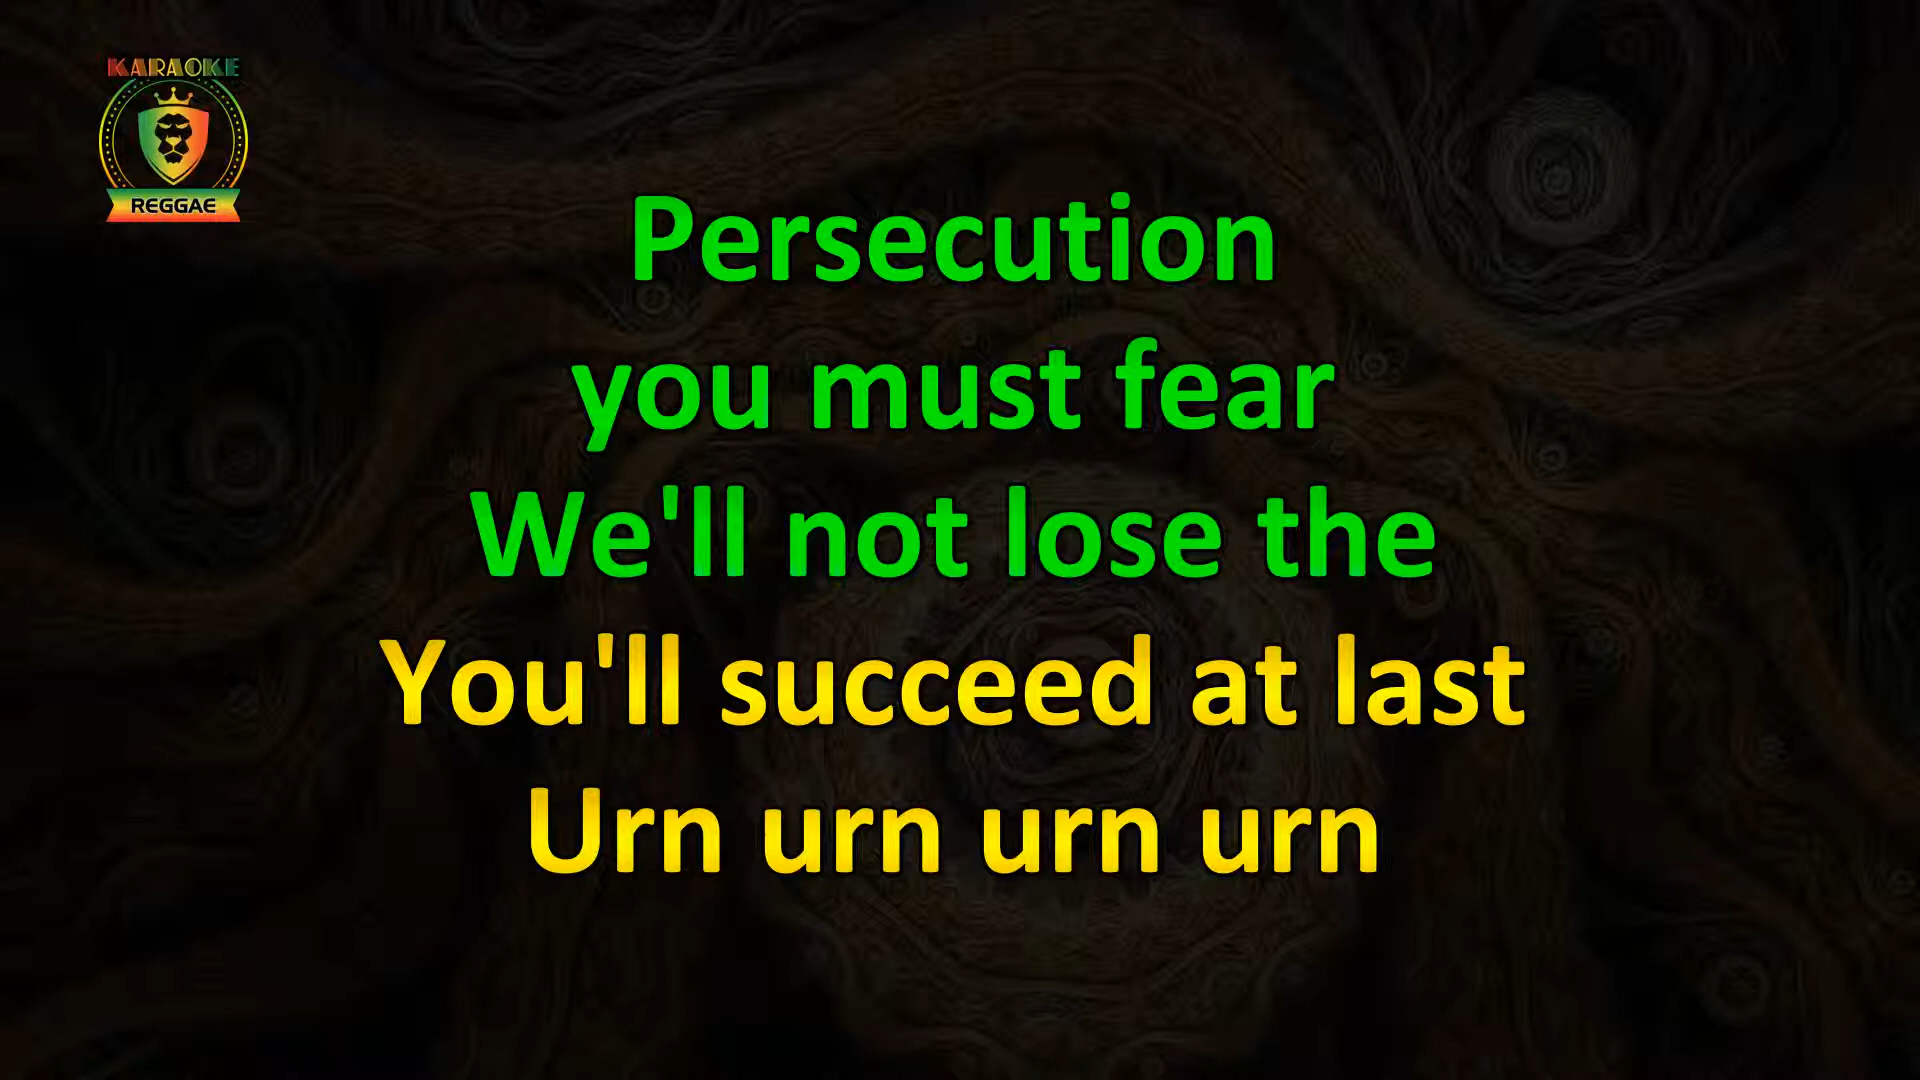 KARAOKE
REGGAE
Persecution
you must fear
We'll not lose the
You'll succeed at last
Urn urn urn urn